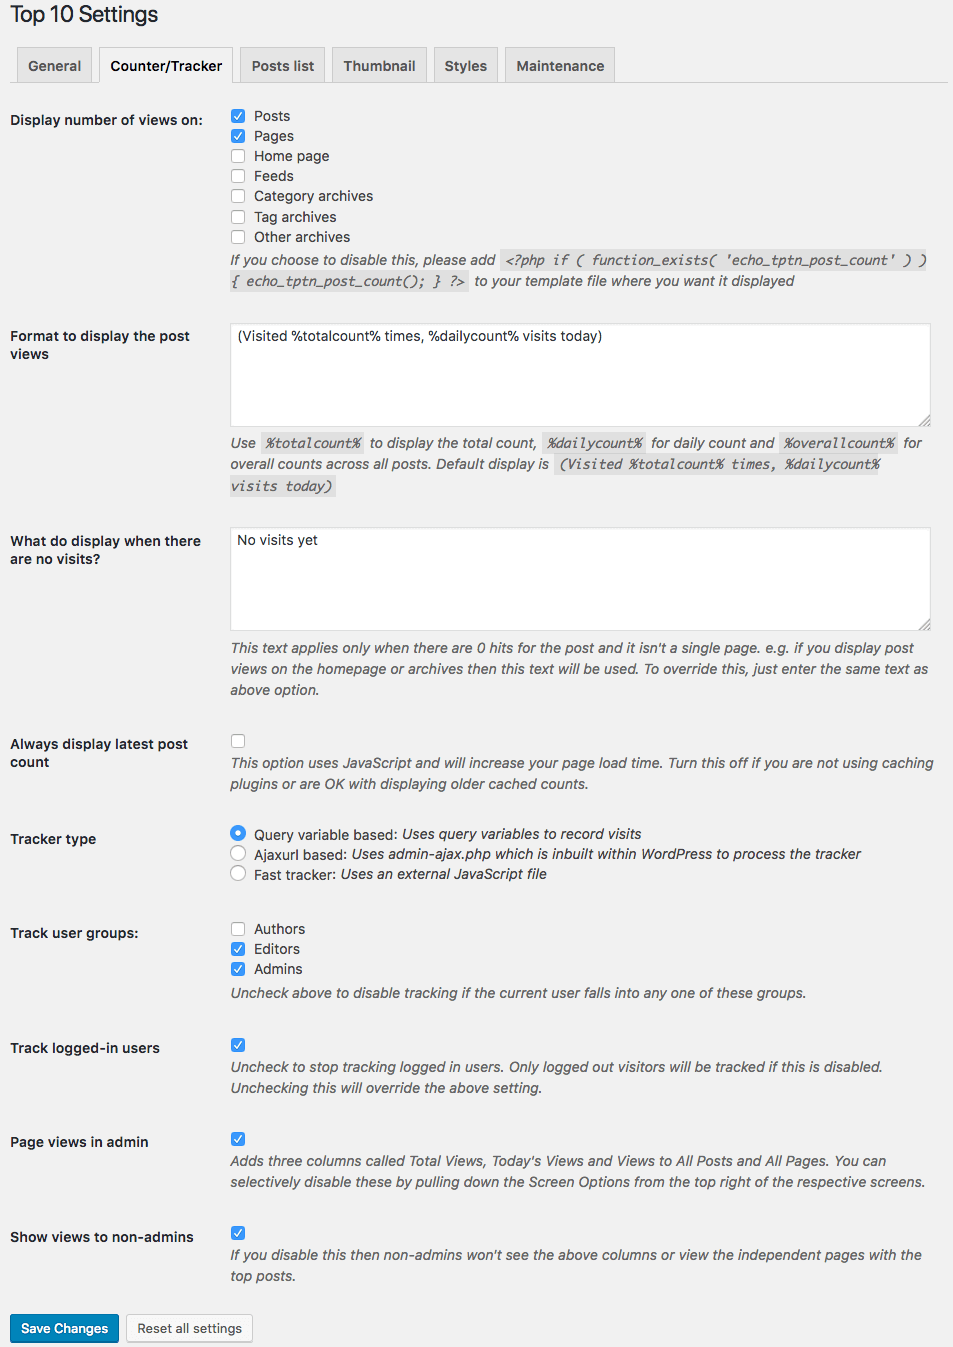 Top 10 Settings
General Counter/Tracker Posts list Thumbnail Styles Maintenance
Display number of views on:
Posts
Pages
Home page
Feeds
Category archives
Tag archives
Other archives
If you choose to disable this, please add <?php if ( function_exists( 'echo_tptn_post_count' ) )
{ echo_tptn_post_count(); } ?> to your template file where you want it displayed
Format to display the post
views
(Visited %totalcount% times, %dailycount% visits today)
Use %totalcount% to display the total count, %dailycount% for daily count and %overallcount% for
overall counts across all posts. Default display is (Visited %totalcount% times, %dailycount%
visits today)
What do display when there
are no visits?
No visits yet
This text applies only when there are 0 hits for the post and it isn't a single page. e.g. if you display post
views on the homepage or archives then this text will be used. To override this, just enter the same text as
above option.
Always display latest post
count
This option uses JavaScript and will increase your page load time. Turn this off if you are not using caching
plugins or are OK with displaying older cached counts.
Tracker type
Query variable based: Uses query variables to record visits
Ajaxurl based: Uses admin-ajax.php which is inbuilt within WordPress to process the tracker
Fast tracker: Uses an external JavaScript file
Track user groups:
Authors
Editors
Admins
Uncheck above to disable tracking if the current user falls into any one of these groups.
Track logged-in users
Uncheck to stop tracking logged in users. Only logged out visitors will be tracked if this is disabled.
Unchecking this will override the above setting.
Page views in admin
Adds three columns called Total Views, Today's Views and Views to All Posts and All Pages. You can
selectively disable these by pulling down the Screen Options from the top right of the respective screens.
Show views to non-admins
If you disable this then non-admins won't see the above columns or view the independent pages with the
top posts.
Save Changes Reset all settings